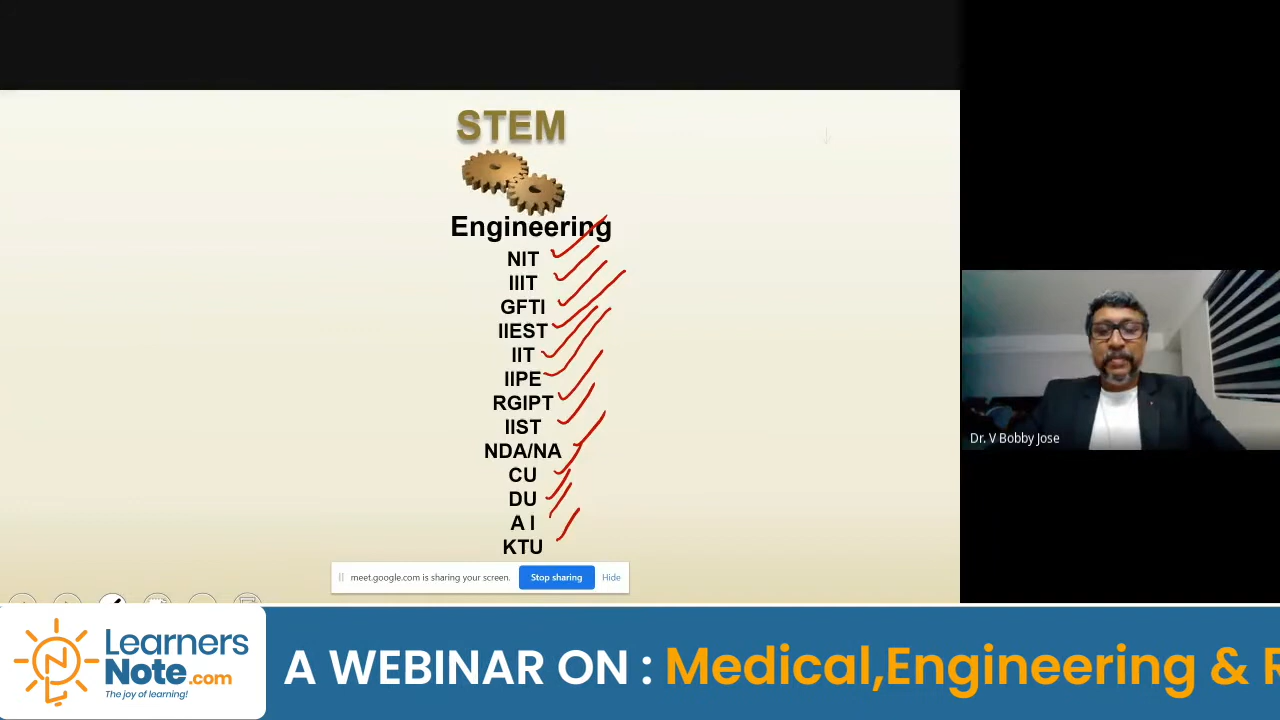 STEM
Engineering
NIT
IIIT
GFTI
IIEST
IIT
IIPE
RGIPT
IIST
NDA/NA
CU
DU
A I
KTU
meet.google.com is sharing your screen. Stop sharing Hide
Dr. V Bobby Jose
Learners
Note.com
The joy of learning!
A WEBINAR ON : Medical,Engineering &